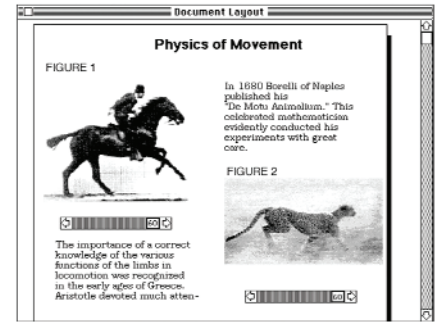 Document Layout
Physics of Movement
FIGURE 1
60
The importance of a correct
knowledge of the various
functions of the limbs in
locomotion was recognized
in the early ages of Greece.
Aristotle devoted much atten-
In 1680 Borelli of Naples
published his
"De Motu Animalium." This
celebrated mathematician
evidently conducted his
experiments with great
care.
FIGURE 2
60